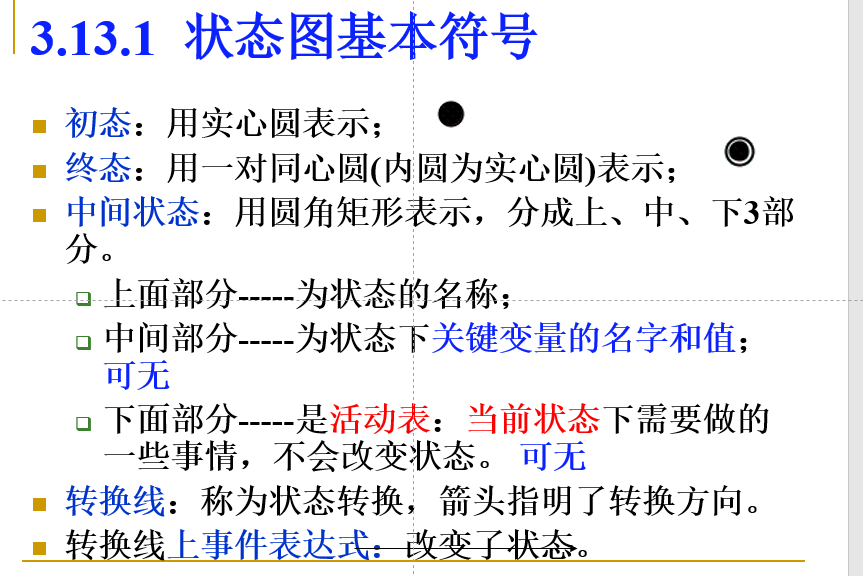 3.13.1 状态图基本符号
初态：用实心圆表示；
终态：用一对同心圆(内圆为实心圆)表示；
中间状态：用圆角矩形表示，分成上、中、下3部
分。
上面部分-----为状态的名称；
中间部分-----为状态下关键变量的名字和值；
可无
下面部分-----是活动表：当前状态下需要做的
一些事情，不会改变状态。 可无
转换线：称为状态转换，箭头指明了转换方向。
转换线上事件表达式：改变了状态。